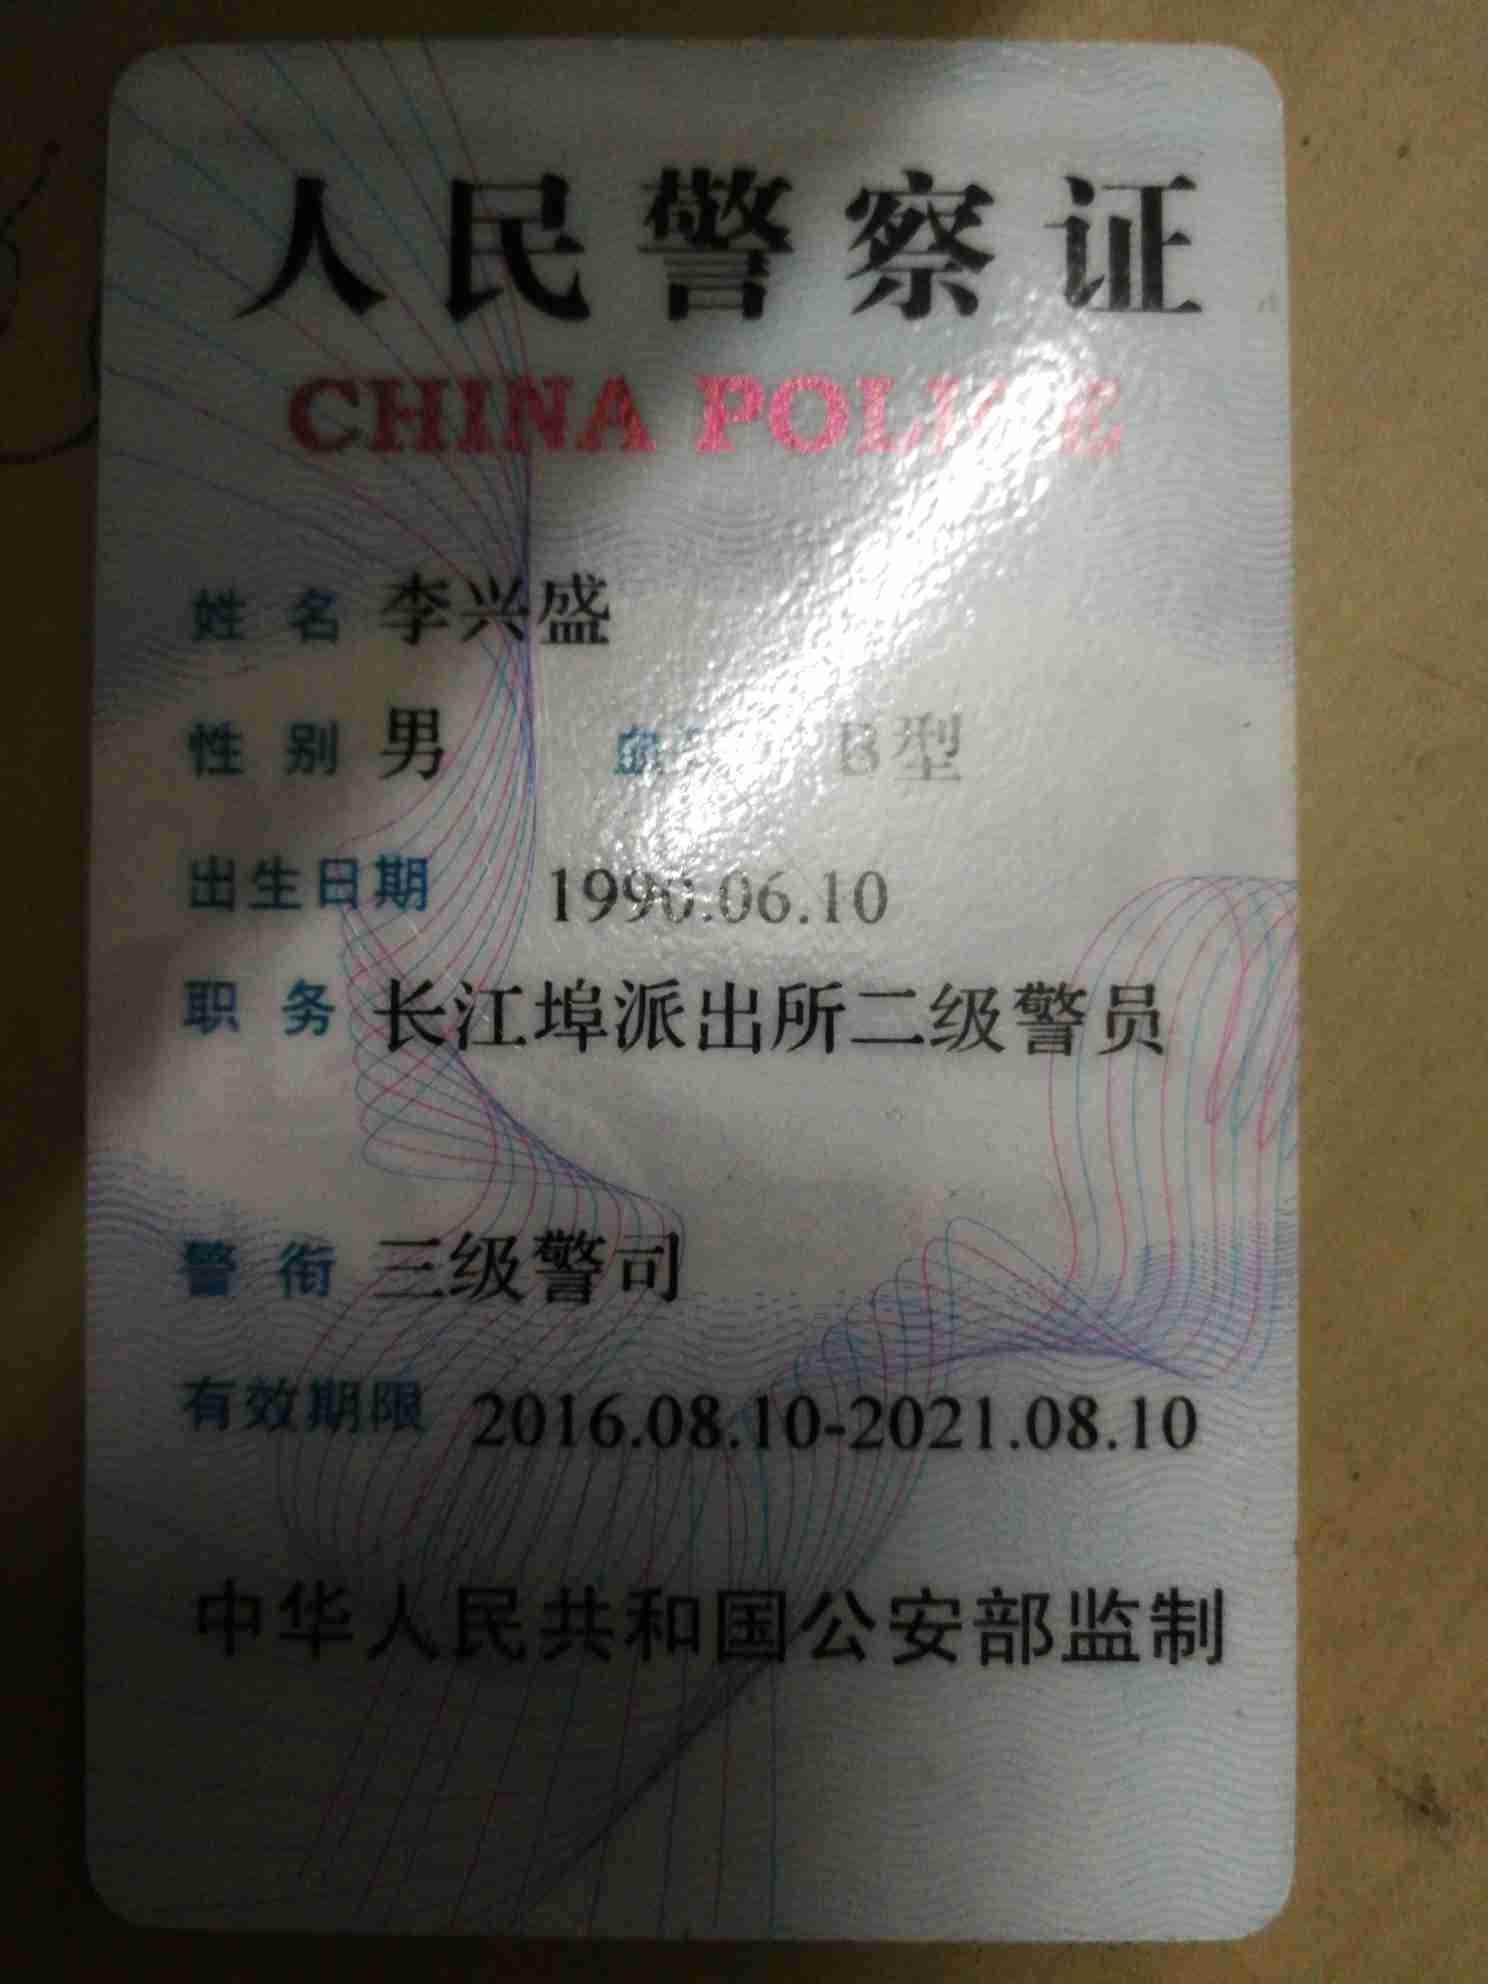 人民警察证
CHINA POLICE
姓 名 李兴盛
性 别 男 血型 B型
出生日期 1990.06.10
职 务 长江埠派出所二级警员
警 衔 三级警司
有效期限 2016.08.10-2021.08.10
中华人民共和国公安部监制